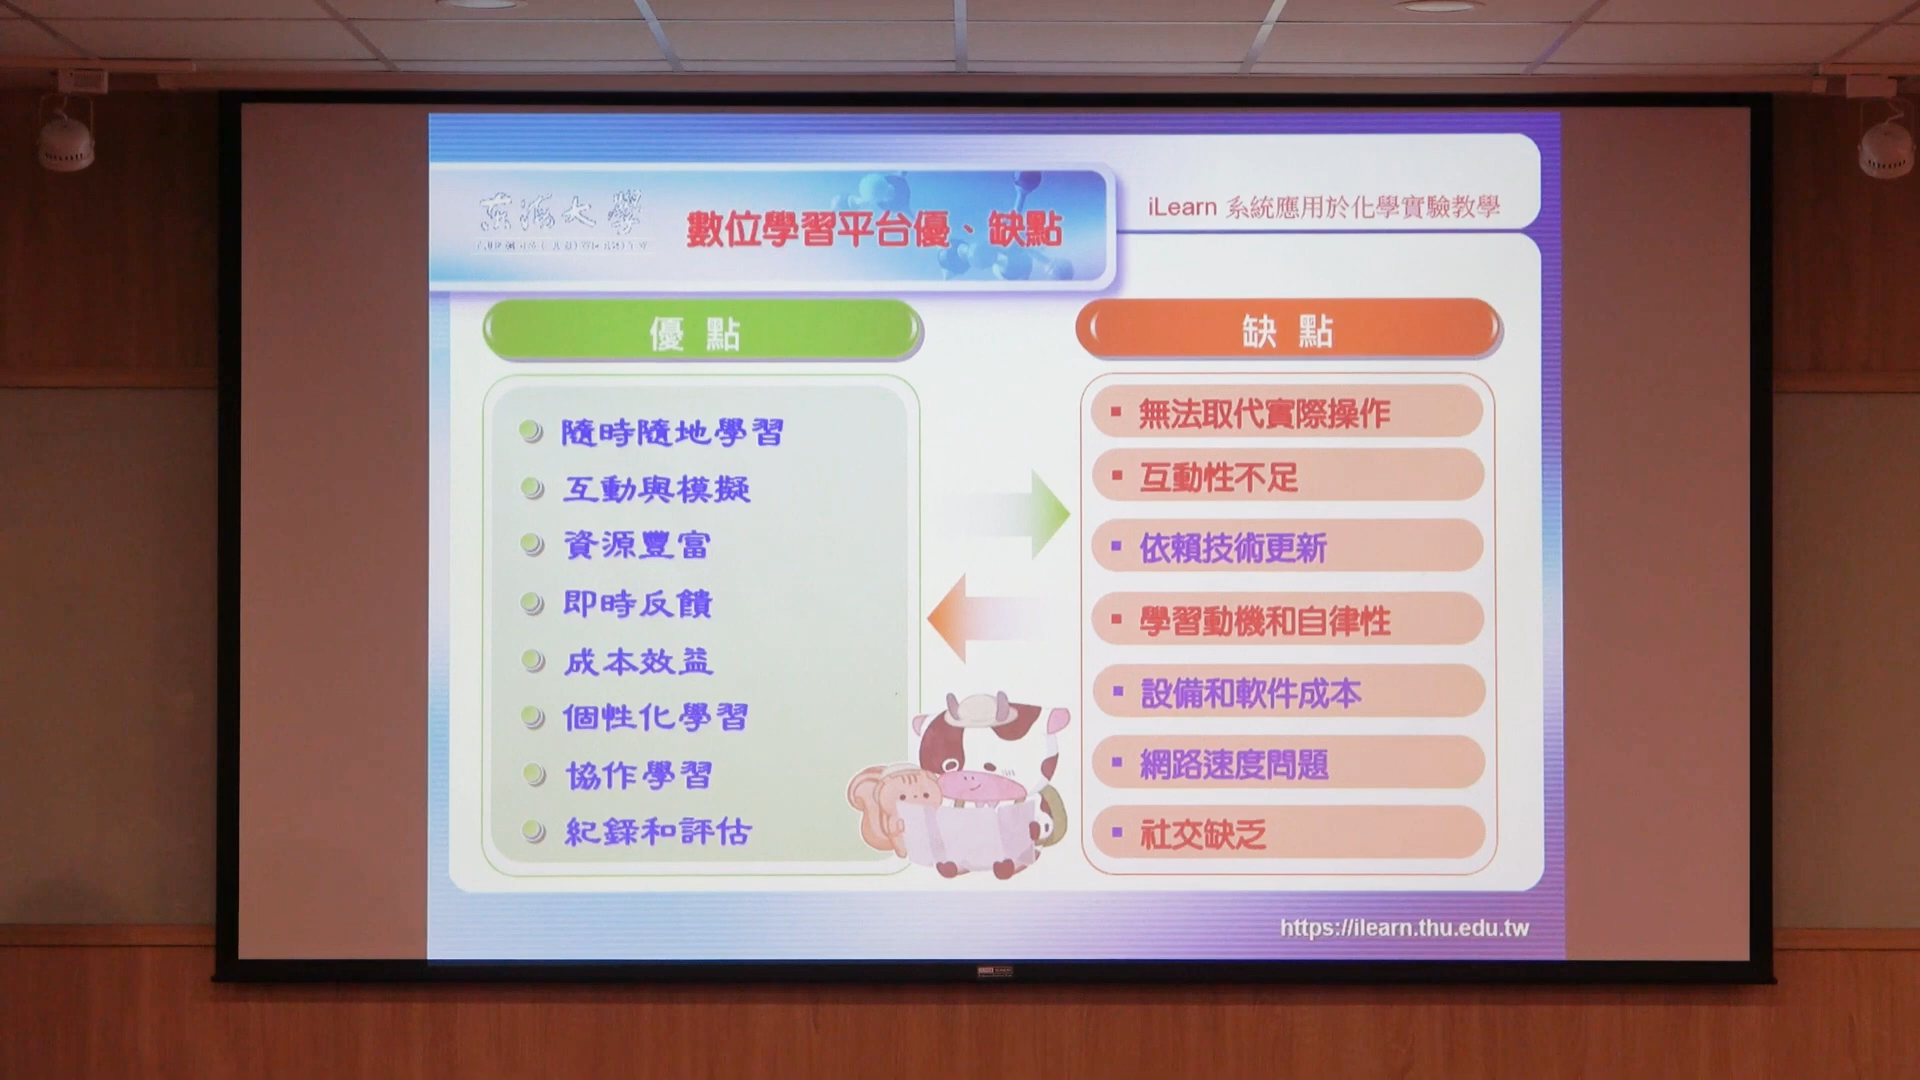 東海大學
數位學習平台優、缺點
iLearn 系統應用於化學實驗教學
優 點
隨時隨地學習
互動與模擬
資源豐富
即時反饋
成本效益
個性化學習
協作學習
紀錄和評估
缺 點
▪ 無法取代實際操作
▪ 互動性不足
▪ 依賴技術更新
▪ 學習動機和自律性
▪ 設備和軟件成本
▪ 網路速度問題
▪ 社交缺乏
https://ilearn.thu.edu.tw